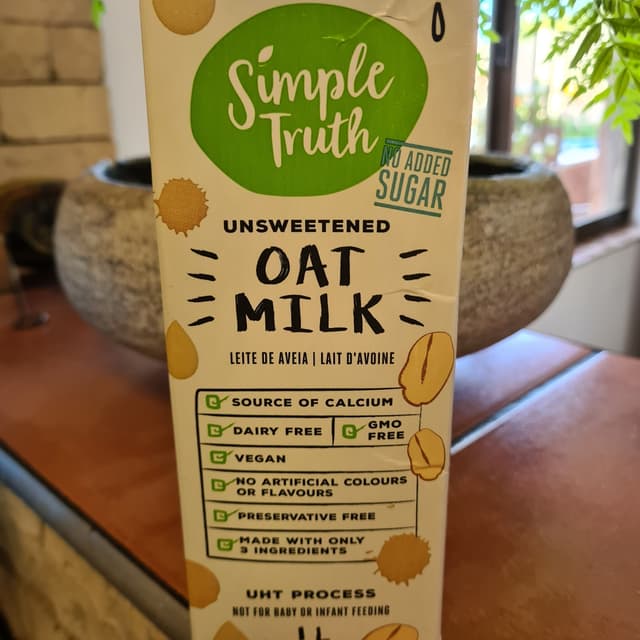 Simple
Truth
NO ADDED
SUGAR
UNSWEETENED
OAT
MILK
LEITE DE AVEIA | LAIT D'AVOINE
SOURCE OF CALCIUM
DAIRY FREE
GMO
FREE
VEGAN
NO ARTIFICIAL COLOURS
OR FLAVOURS
PRESERVATIVE FREE
MADE WITH ONLY
3 INGREDIENTS
UHT PROCESS
NOT FOR BABY OR INFANT FEEDING